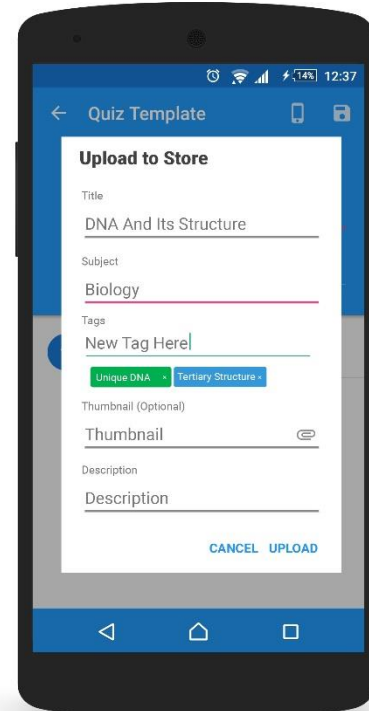 14% 12:37
Quiz Template
Upload to Store
Title
DNA And Its Structure
Subject
Biology
Tags
New Tag Here
Unique DNA × Tertiary Structure ×
Thumbnail (Optional)
Thumbnail
Description
Description
CANCEL UPLOAD